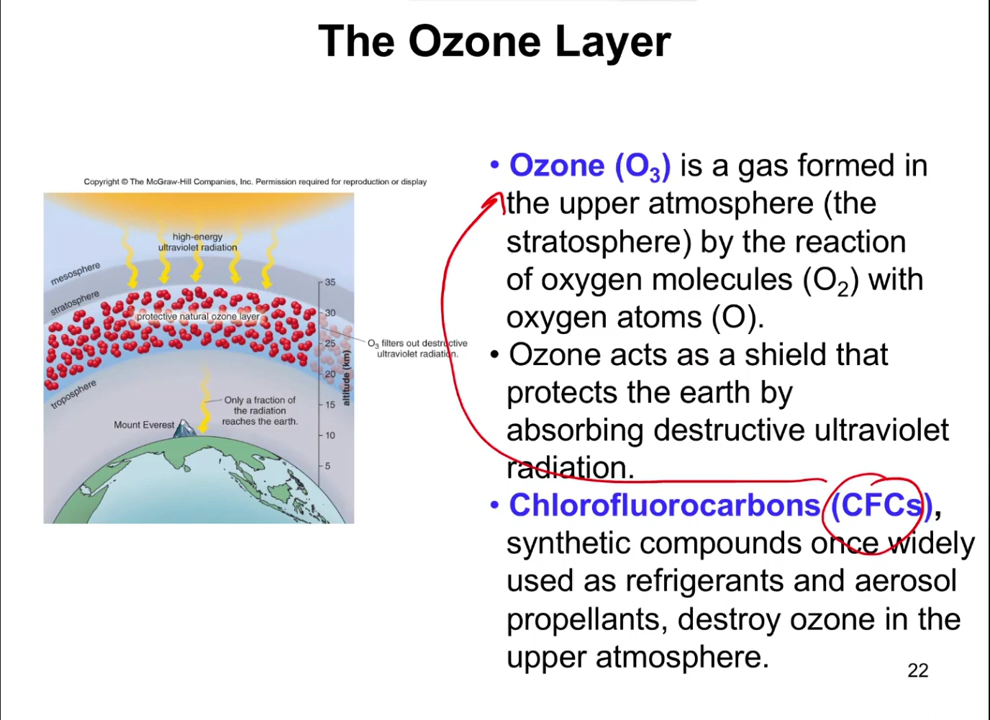 The Ozone Layer
Copyright © The McGraw-Hill Companies, Inc. Permission required for reproduction or display
high-energy
ultraviolet radiation
mesosphere
stratosphere
protective natural ozone layer
troposphere
35
30
25
20
15
10
5
altitude (km)
O₃ filters out destructive
ultraviolet radiation.
Only a fraction of
the radiation
reaches the earth.
Mount Everest
• Ozone (O₃) is a gas formed in
the upper atmosphere (the
stratosphere) by the reaction
of oxygen molecules (O₂) with
oxygen atoms (O).
• Ozone acts as a shield that
protects the earth by
absorbing destructive ultraviolet
radiation.
• Chlorofluorocarbons (CFCs),
synthetic compounds once widely
used as refrigerants and aerosol
propellants, destroy ozone in the
upper atmosphere.
22